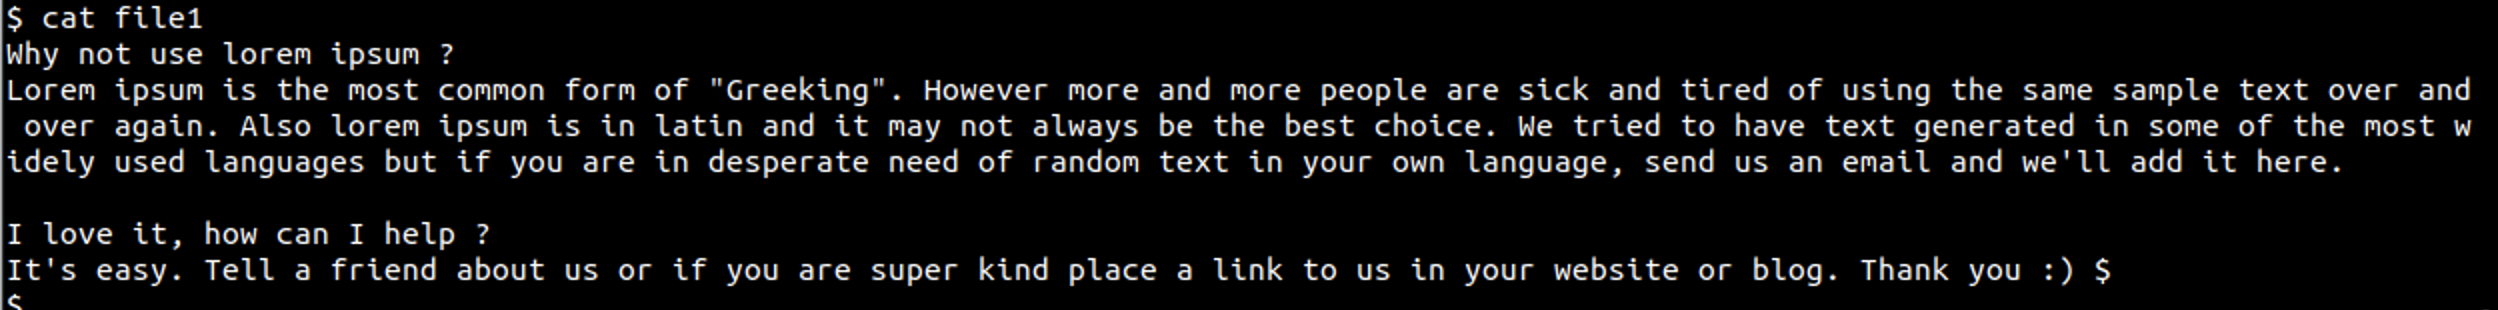 $ cat file1
Why not use lorem ipsum ?
Lorem ipsum is the most common form of "Greeking". However more and more people are sick and tired of using the same sample text over and
 over again. Also lorem ipsum is in latin and it may not always be the best choice. We tried to have text generated in some of the most w
idely used languages but if you are in desperate need of random text in your own language, send us an email and we'll add it here.

I love it, how can I help ?
It's easy. Tell a friend about us or if you are super kind place a link to us in your website or blog. Thank you :) $
$